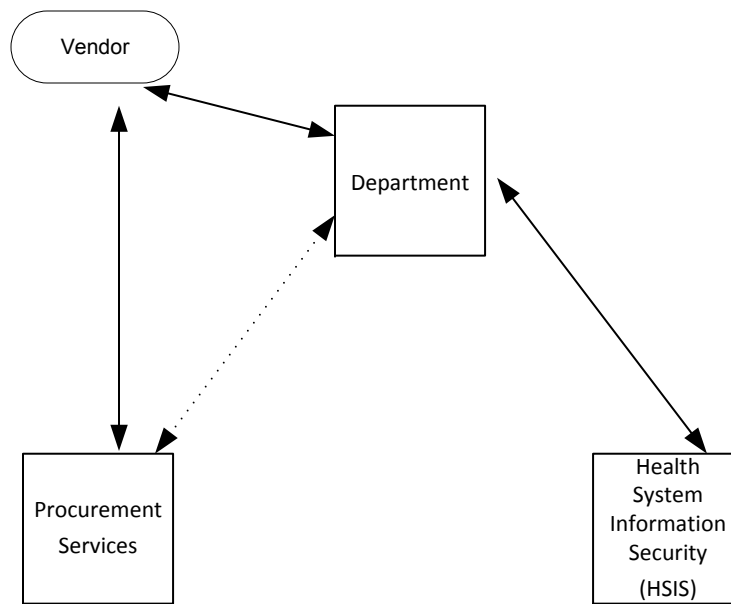 Vendor
Department
Procurement
Services
Health
System
Information
Security
(HSIS)